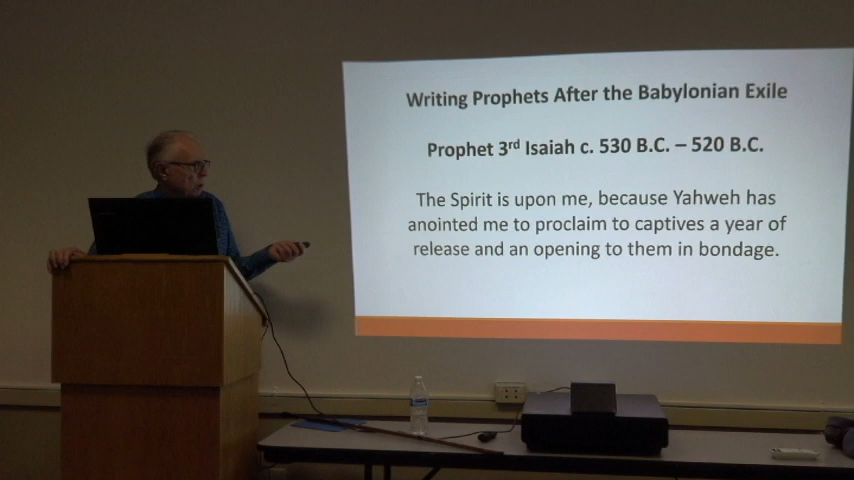 Writing Prophets After the Babylonian Exile
Prophet 3rd Isaiah c. 530 B.C. – 520 B.C.
The Spirit is upon me, because Yahweh has
anointed me to proclaim to captives a year of
release and an opening to them in bondage.